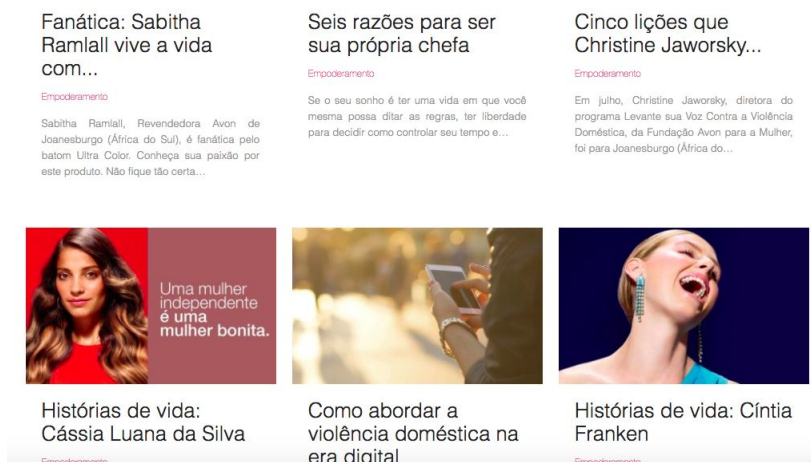 Fanática: Sabitha
Ramlall vive a vida
com...
Empoderamento
Sabitha Ramlall, Revendedora Avon de
Joanesburgo (África do Sul), é fanática pelo
batom Ultra Color. Conheça sua paixão por
este produto. Não fique tão certa...
Seis razões para ser
sua própria chefa
Empoderamento
Se o seu sonho é ter uma vida em que você
mesma possa ditar as regras, ter liberdade
para decidir como controlar seu tempo e...
Cinco lições que
Christine Jaworsky...
Empoderamento
Em julho, Christine Jaworsky, diretora do
programa Levante sua Voz Contra a Violência
Doméstica, da Fundação Avon para a Mulher,
foi para Joanesburgo (África do...
Uma mulher
independente
é uma
mulher bonita.
Histórias de vida:
Cássia Luana da Silva
Empoderamento
Como abordar a
violência doméstica na
era digital
Histórias de vida: Cíntia
Franken
Empoderamento